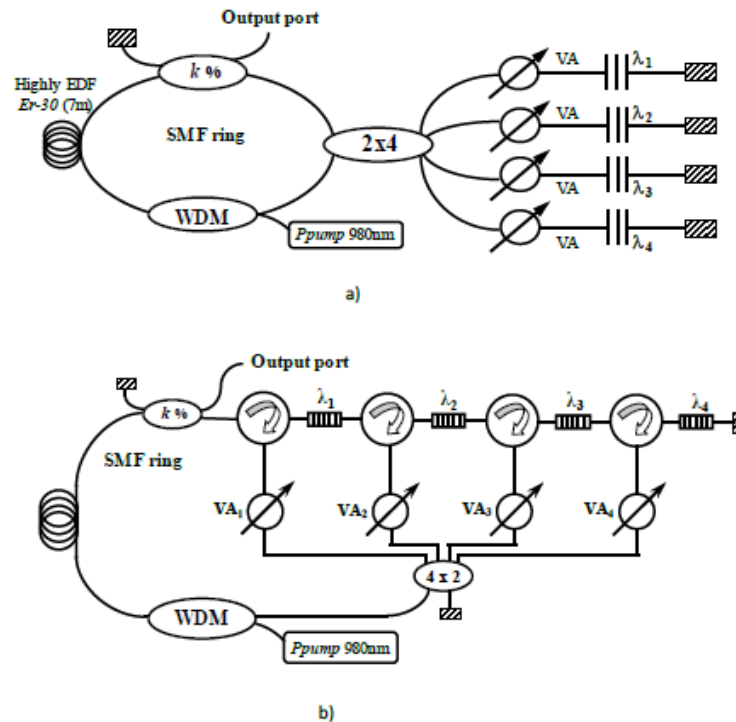 Output port
k %
Highly EDF
Er-30 (7m)
SMF ring
2x4
WDM
Ppump 980nm
VA λ1
VA λ2
VA λ3
VA λ4
a)
Output port
k %
SMF ring
λ1 λ2 λ3 λ4
VA1 VA2 VA3 VA4
4 x 2
WDM
Ppump 980nm
b)